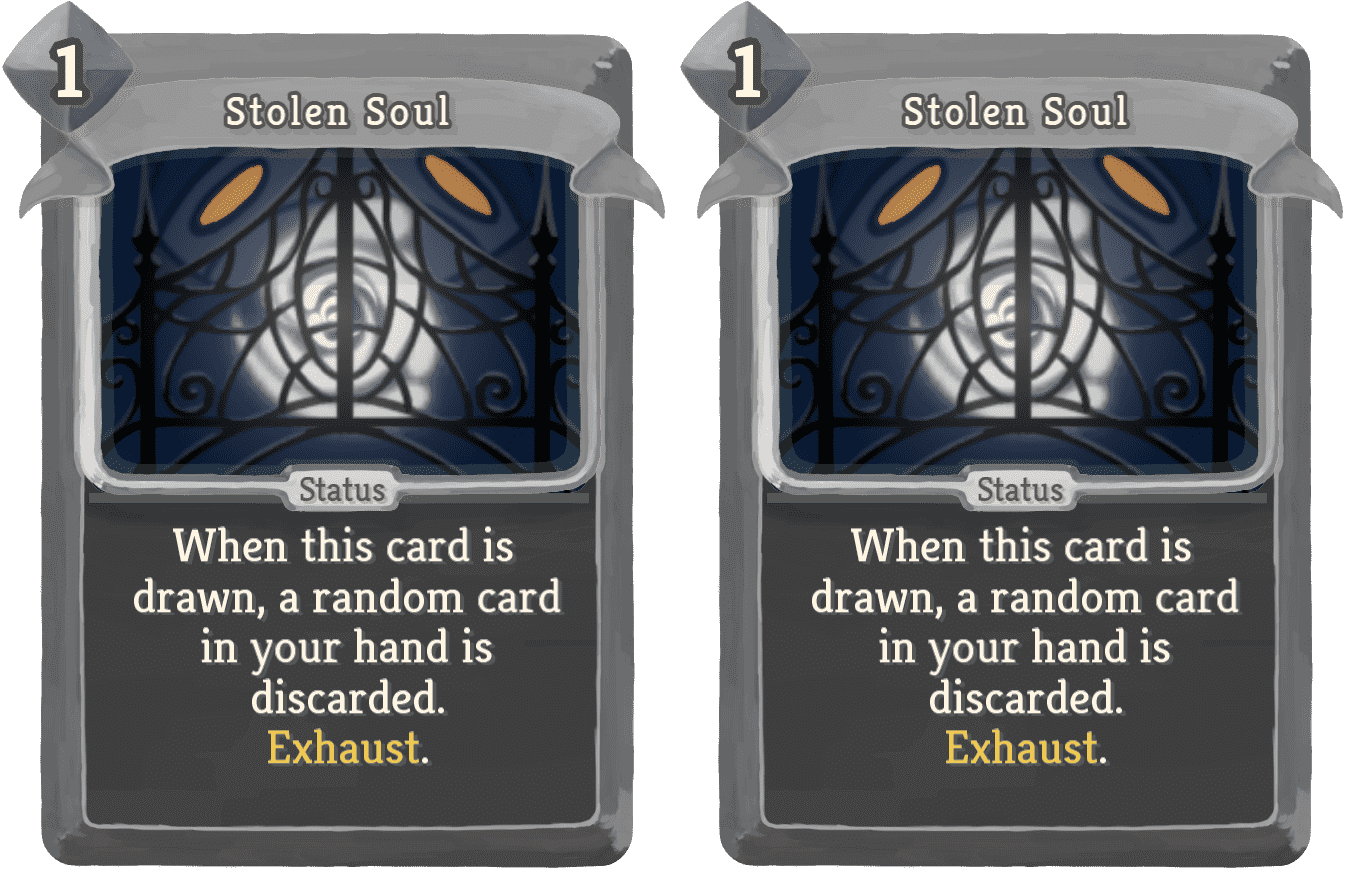 1
Stolen Soul
Status
When this card is
drawn, a random card
in your hand is
discarded.
Exhaust.
1
Stolen Soul
Status
When this card is
drawn, a random card
in your hand is
discarded.
Exhaust.